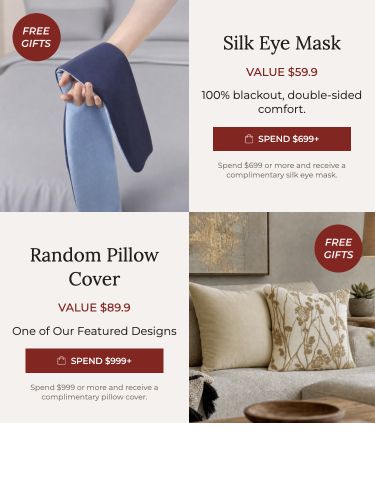 FREE
GIFTS
Silk Eye Mask
VALUE $59.9
100% blackout, double-sided
comfort.
SPEND $699+
Spend $699 or more and receive a
complimentary silk eye mask.
Random Pillow
Cover
VALUE $89.9
One of Our Featured Designs
SPEND $999+
Spend $999 or more and receive a
complimentary pillow cover.
FREE
GIFTS